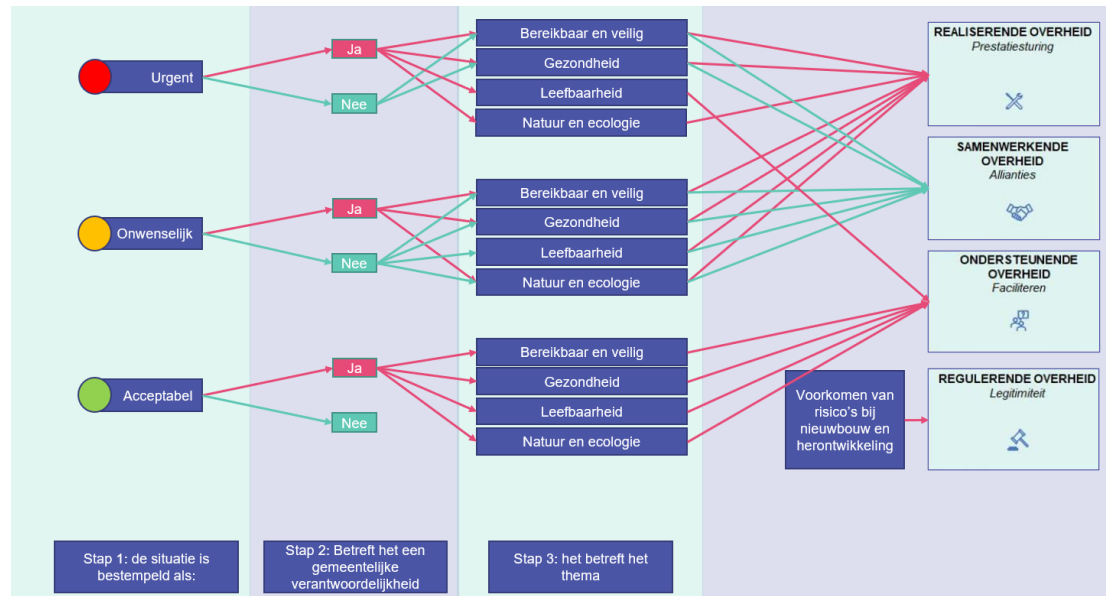 Urgent
Ja
Nee
Bereikbaar en veilig
Gezondheid
Leefbaarheid
Natuur en ecologie
Onwenselijk
Ja
Nee
Bereikbaar en veilig
Gezondheid
Leefbaarheid
Natuur en ecologie
Acceptabel
Ja
Nee
Bereikbaar en veilig
Gezondheid
Leefbaarheid
Natuur en ecologie
REALISERENDE OVERHEID
Prestatiesturing
SAMENWERKENDE
OVERHEID
Allianties
ONDERSTEUNENDE
OVERHEID
Faciliteren
Voorkomen van
risico's bij
nieuwbouw en
herontwikkeling
REGULERENDE OVERHEID
Legitimiteit
Stap 1: de situatie is
bestempeld als:
Stap 2: Betreft het een
gemeentelijke
verantwoordelijkheid
Stap 3: het betreft het
thema